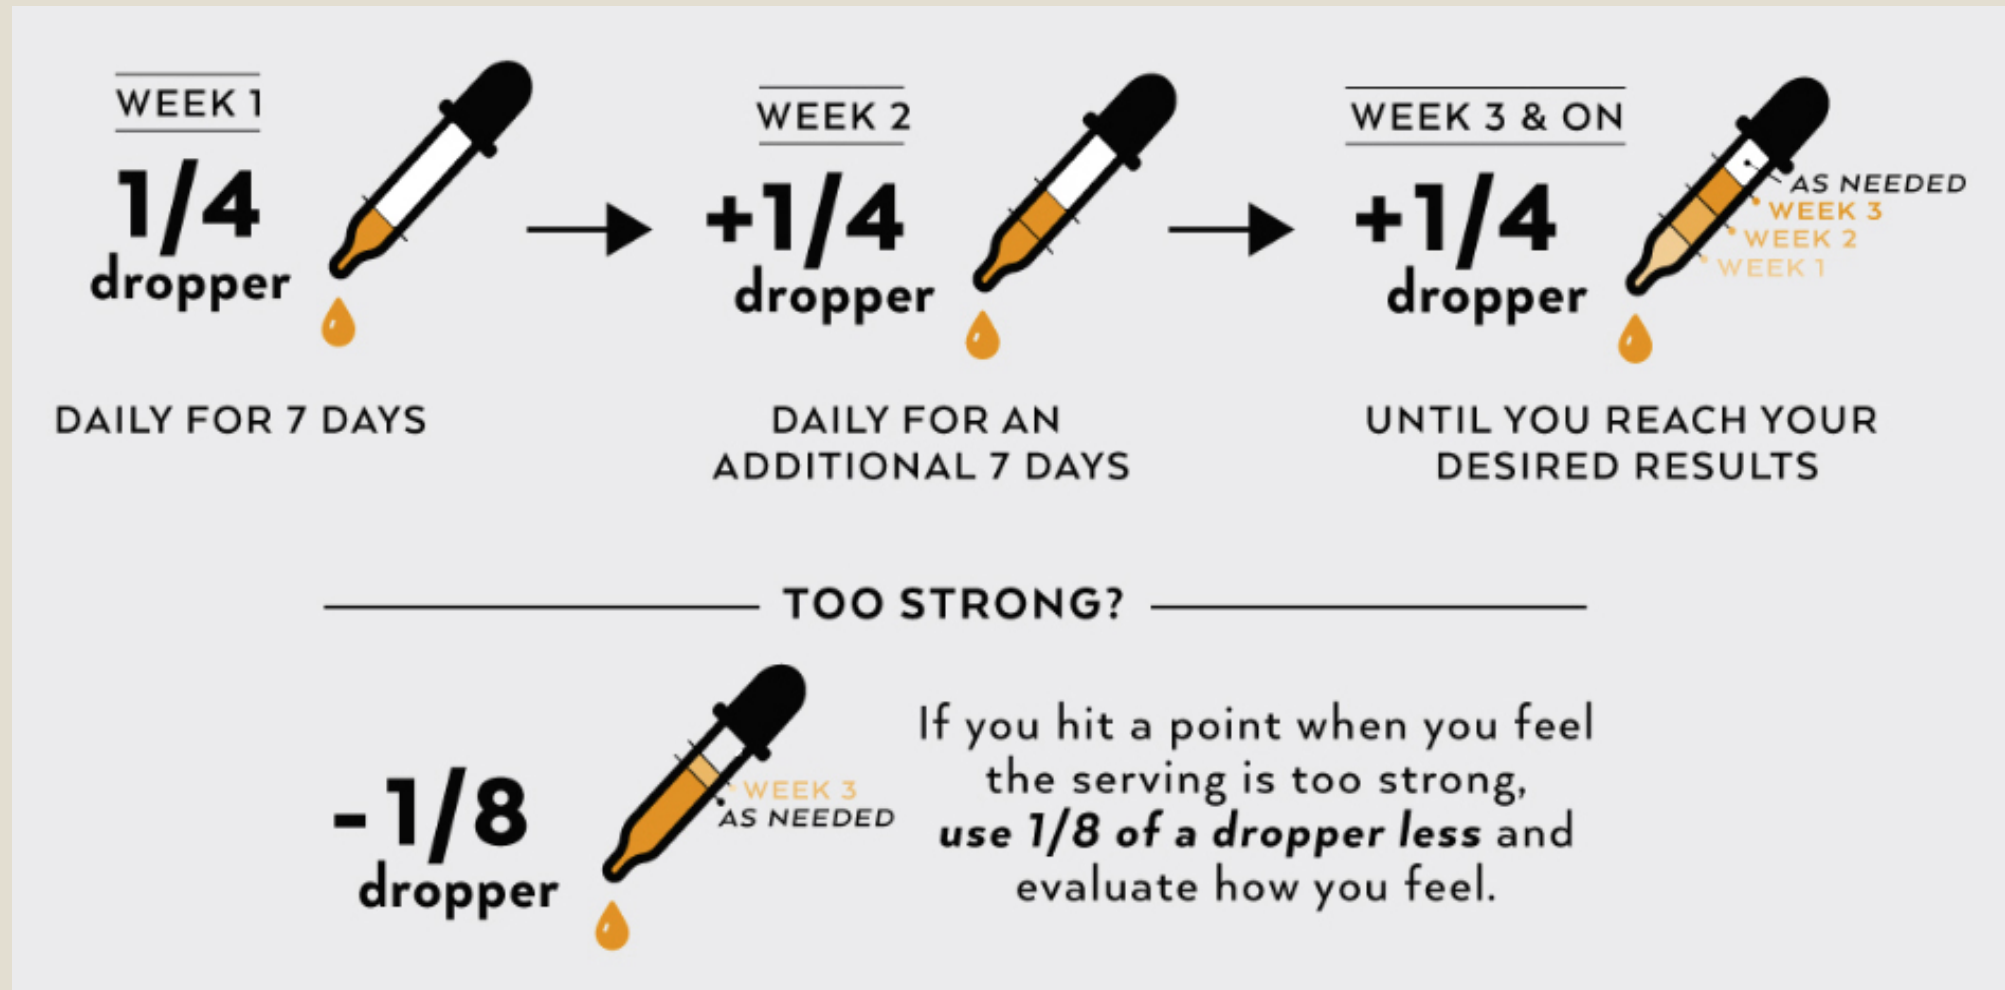 WEEK 1
1/4
dropper
DAILY FOR 7 DAYS
WEEK 2
+1/4
dropper
DAILY FOR AN
ADDITIONAL 7 DAYS
WEEK 3 & ON
+1/4
dropper
AS NEEDED
WEEK 3
WEEK 2
WEEK 1
UNTIL YOU REACH YOUR
DESIRED RESULTS
TOO STRONG?
-1/8
dropper
WEEK 3
AS NEEDED
If you hit a point when you feel
the serving is too strong,
use 1/8 of a dropper less and
evaluate how you feel.